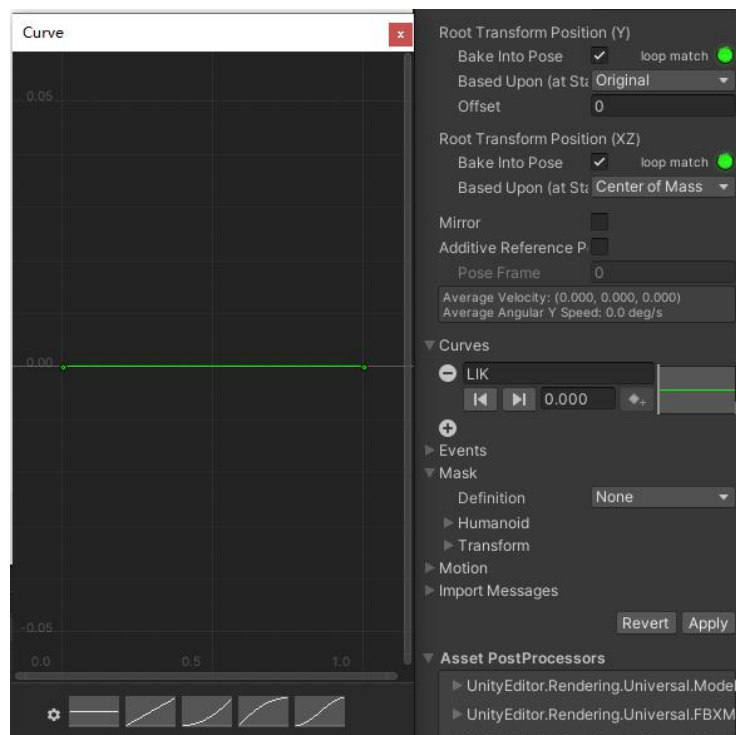 Curve
x
0.05
0.00
-0.05
0.0 0.5 1.0
Root Transform Position (Y)
Bake Into Pose loop match
Based Upon (at Sta Original
Offset 0
Root Transform Position (XZ)
Bake Into Pose loop match
Based Upon (at Sta Center of Mass
Mirror
Additive Reference P
Pose Frame 0
Average Velocity: (0.000, 0.000, 0.000)
Average Angular Y Speed: 0.0 deg/s
Curves
LIK
0.000
Events
Mask
Definition None
Humanoid
Transform
Motion
Import Messages
Revert Apply
Asset PostProcessors
UnityEditor.Rendering.Universal.Model
UnityEditor.Rendering.Universal.FBXM